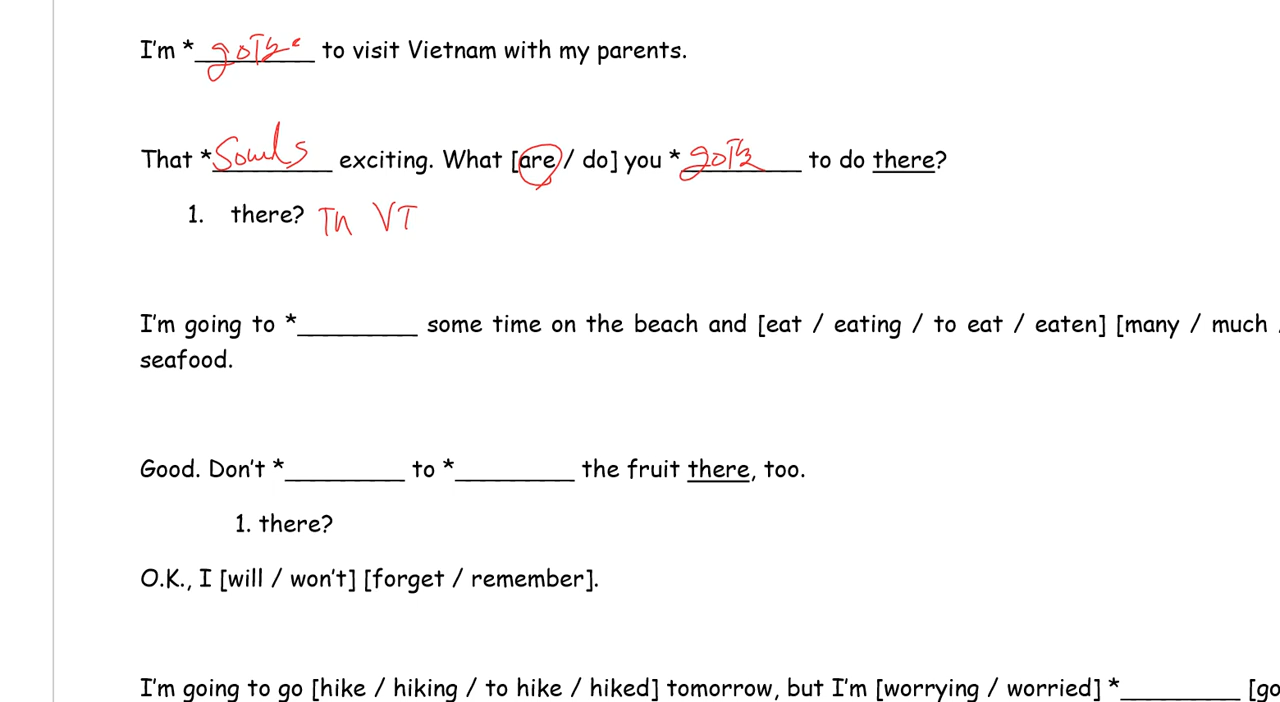 I'm *_________ to visit Vietnam with my parents.
That *Sounds exciting. What [are / do] you *_________ to do there?
1. there? In VT
I'm going to *_________ some time on the beach and [eat / eating / to eat / eaten] [many / much /
seafood.
Good. Don't *_________ to *_________ the fruit there, too.
1. there?
O.K., I [will / won't] [forget / remember].
I'm going to go [hike / hiking / to hike / hiked] tomorrow, but I'm [worrying / worried] *_________ [go